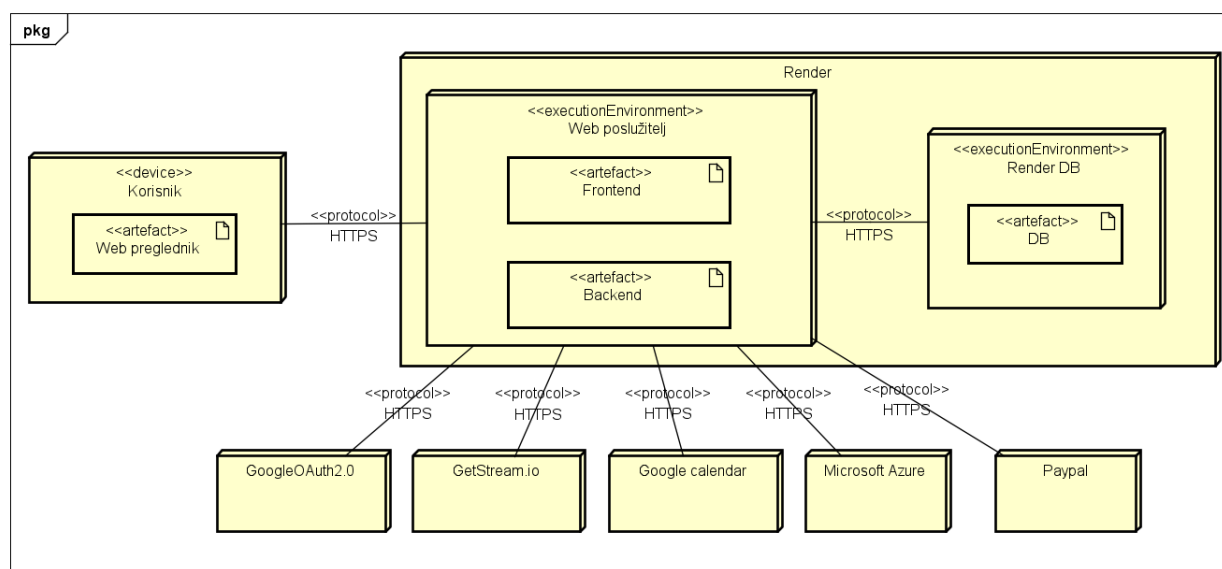 pkg
Render
<<executionEnvironment>>
Web poslužitelj
<<artefact>>
Frontend
<<artefact>>
Backend
<<device>>
Korisnik
<<artefact>>
Web preglednik
<<protocol>>
HTTPS
<<protocol>>
HTTPS
<<executionEnvironment>>
Render DB
<<artefact>>
DB
<<protocol>>
HTTPS
<<protocol>>
HTTPS
<<protocol>>
HTTPS
<<protocol>>
HTTPS
<<protocol>>
HTTPS
GoogleOAuth2.0
GetStream.io
Google calendar
Microsoft Azure
Paypal